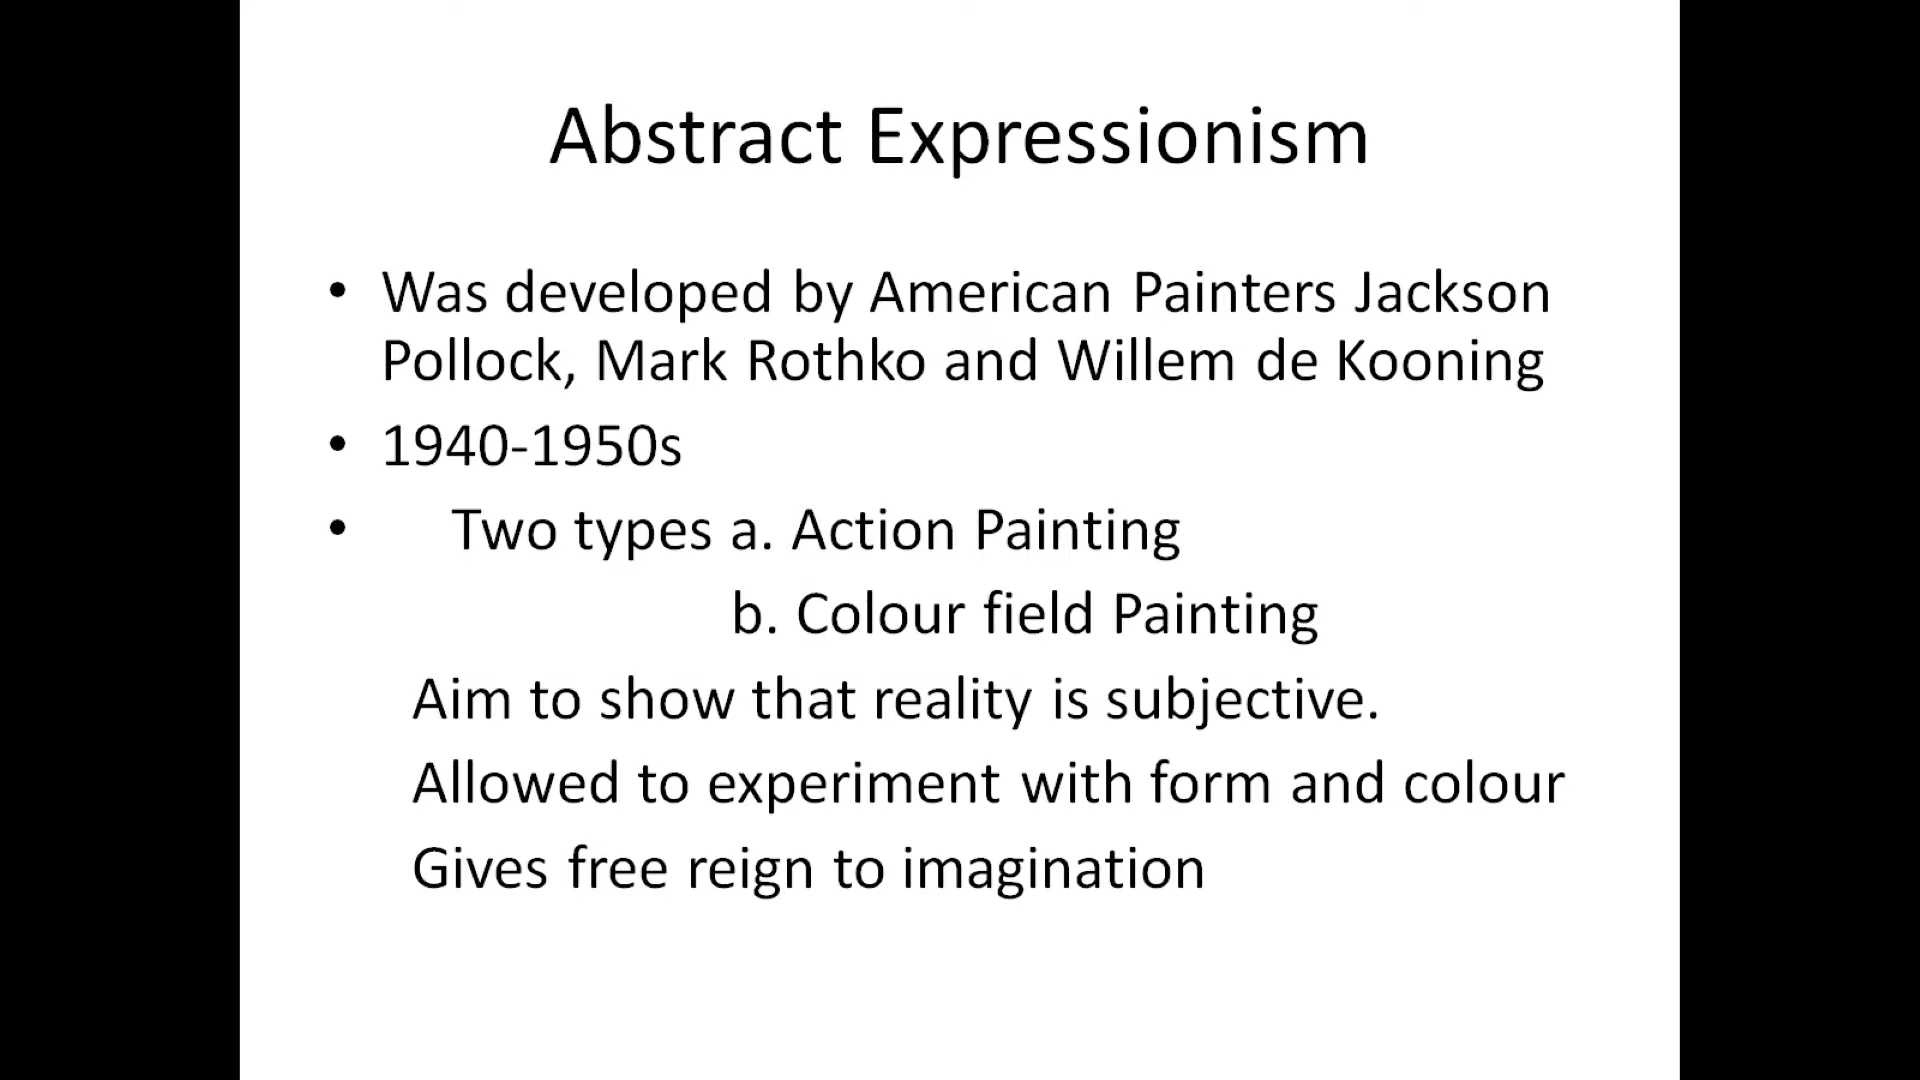 Abstract Expressionism
• Was developed by American Painters Jackson
Pollock, Mark Rothko and Willem de Kooning
• 1940-1950s
• Two types a. Action Painting
b. Colour field Painting
Aim to show that reality is subjective.
Allowed to experiment with form and colour
Gives free reign to imagination